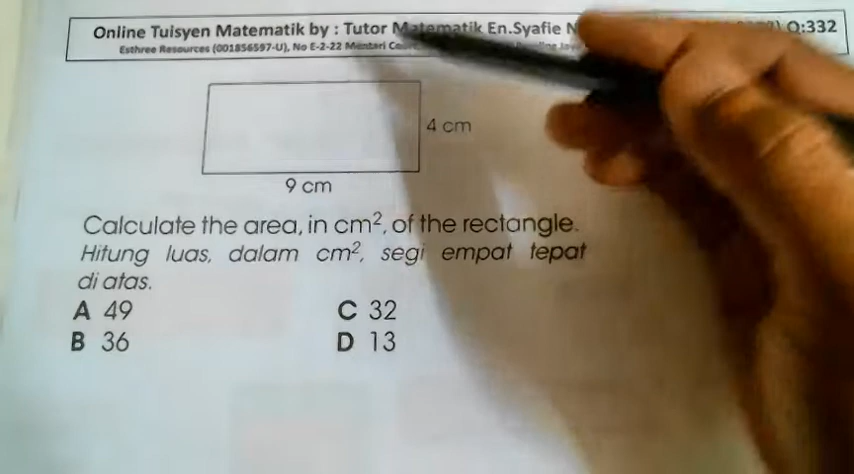 Online Tuisyen Matematik by : Tutor Matematik En.Syafie Q:332
Esthree Resources (001856597-U), No E-2-22 Mentari Court,
4 cm
9 cm
Calculate the area, in cm², of the rectangle.
Hitung luas, dalam cm², segi empat tepat
di atas.
A 49 C 32
B 36 D 13